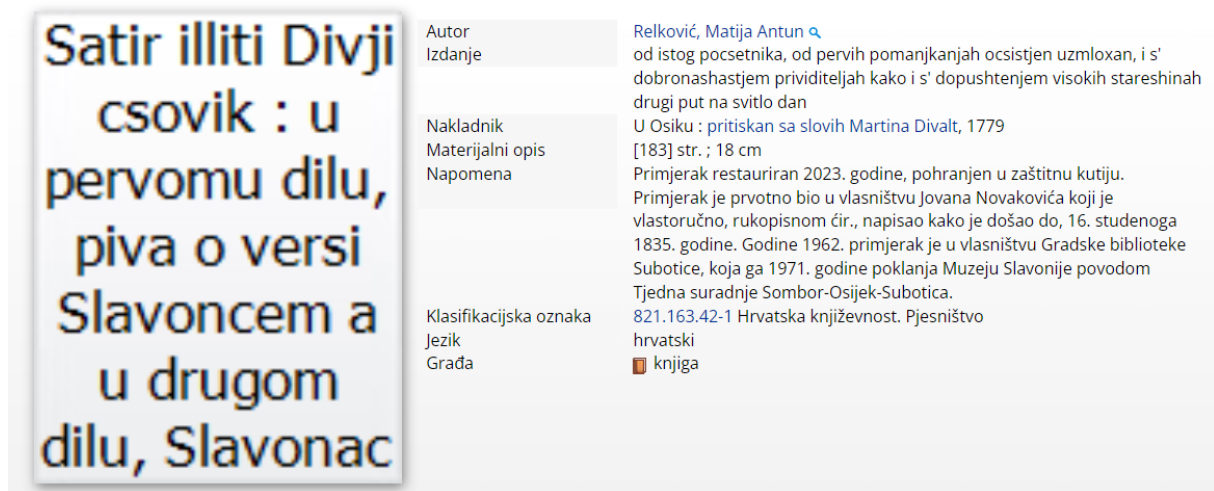 Satir illiti Divji
csovik : u
pervomu dilu,
piva o versi
Slavoncem a
u drugom
dilu, Slavonac
Autor
Relković, Matija Antun
Izdanje
od istog pocsetnika, od pervih pomanjkanjah ocsistjen uzmloxan, i s'
dobronashastjem prividiteljah kako i s' dopushtenjem visokih stareshinah
drugi put na svitlo dan
Nakladnik
U Osiku : pritiskan sa slovih Martina Divalt, 1779
Materijalni opis
[183] str. ; 18 cm
Napomena
Primjerak restauriran 2023. godine, pohranjen u zaštitnu kutiju.
Primjerak je prvotno bio u vlasništvu Jovana Novakovića koji je
vlastoručno, rukopisnom ćir., napisao kako je došao do, 16. studenoga
1835. godine. Godine 1962. primjerak je u vlasništvu Gradske biblioteke
Subotice, koja ga 1971. godine poklanja Muzeju Slavonije povodom
Tjedna suradnje Sombor-Osijek-Subotica.
Klasifikacijska oznaka
821.163.42-1 Hrvatska književnost. Pjesništvo
Jezik
hrvatski
Građa
knjiga